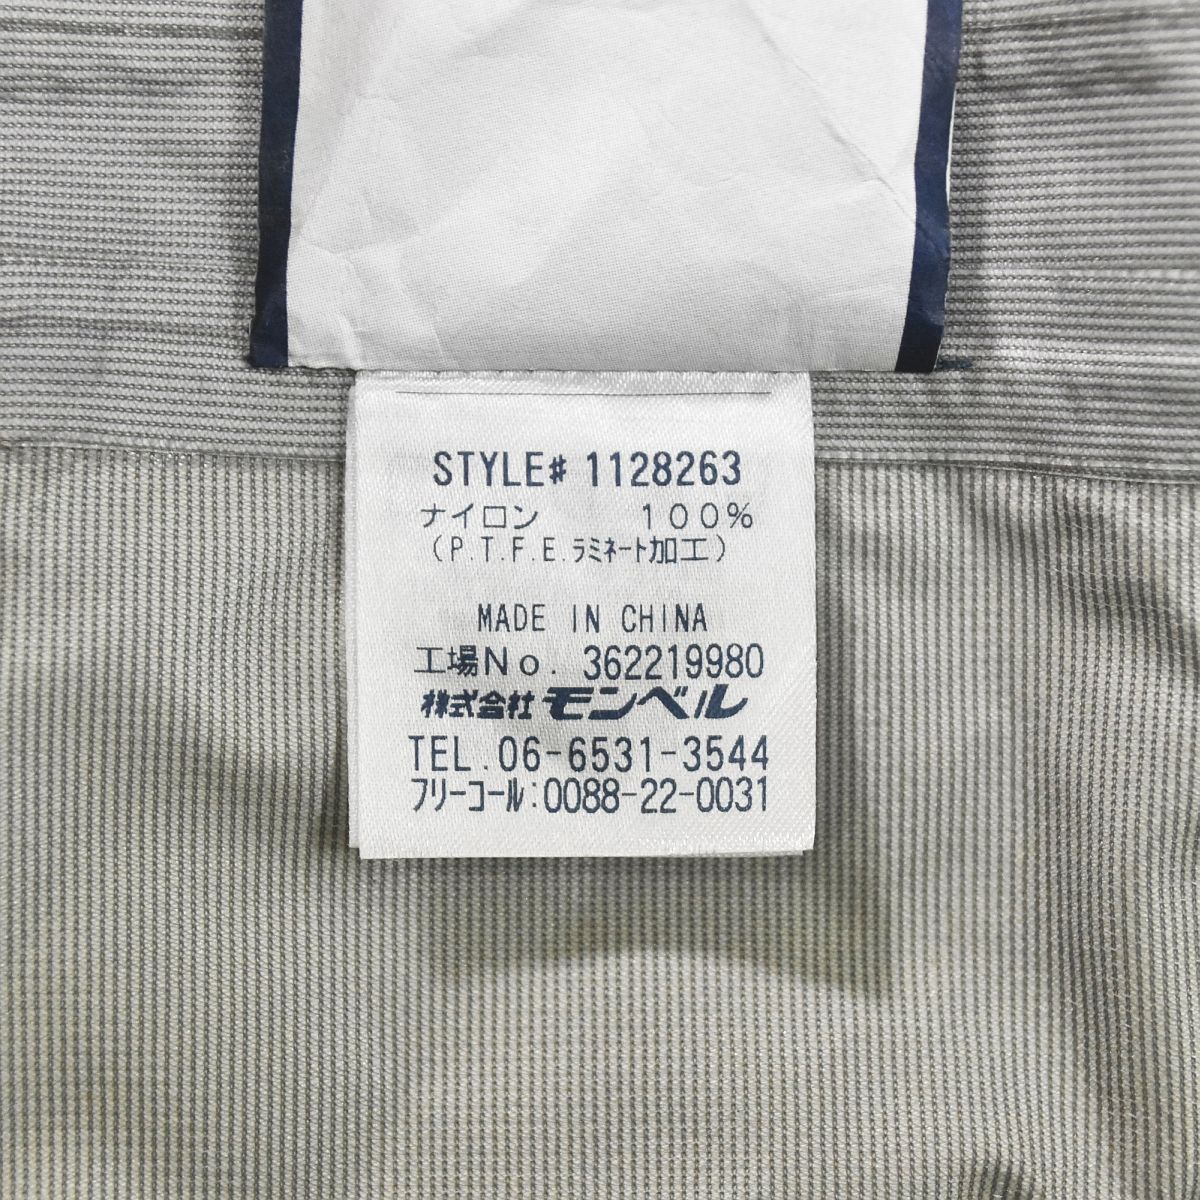 STYLE# 1128263
ナイロン 100%
(P.T.F.E.ラミネート加工)
MADE IN CHINA
工場No. 362219980
株式会社モンベル
TEL.06-6531-3544
フリーコール:0088-22-0031